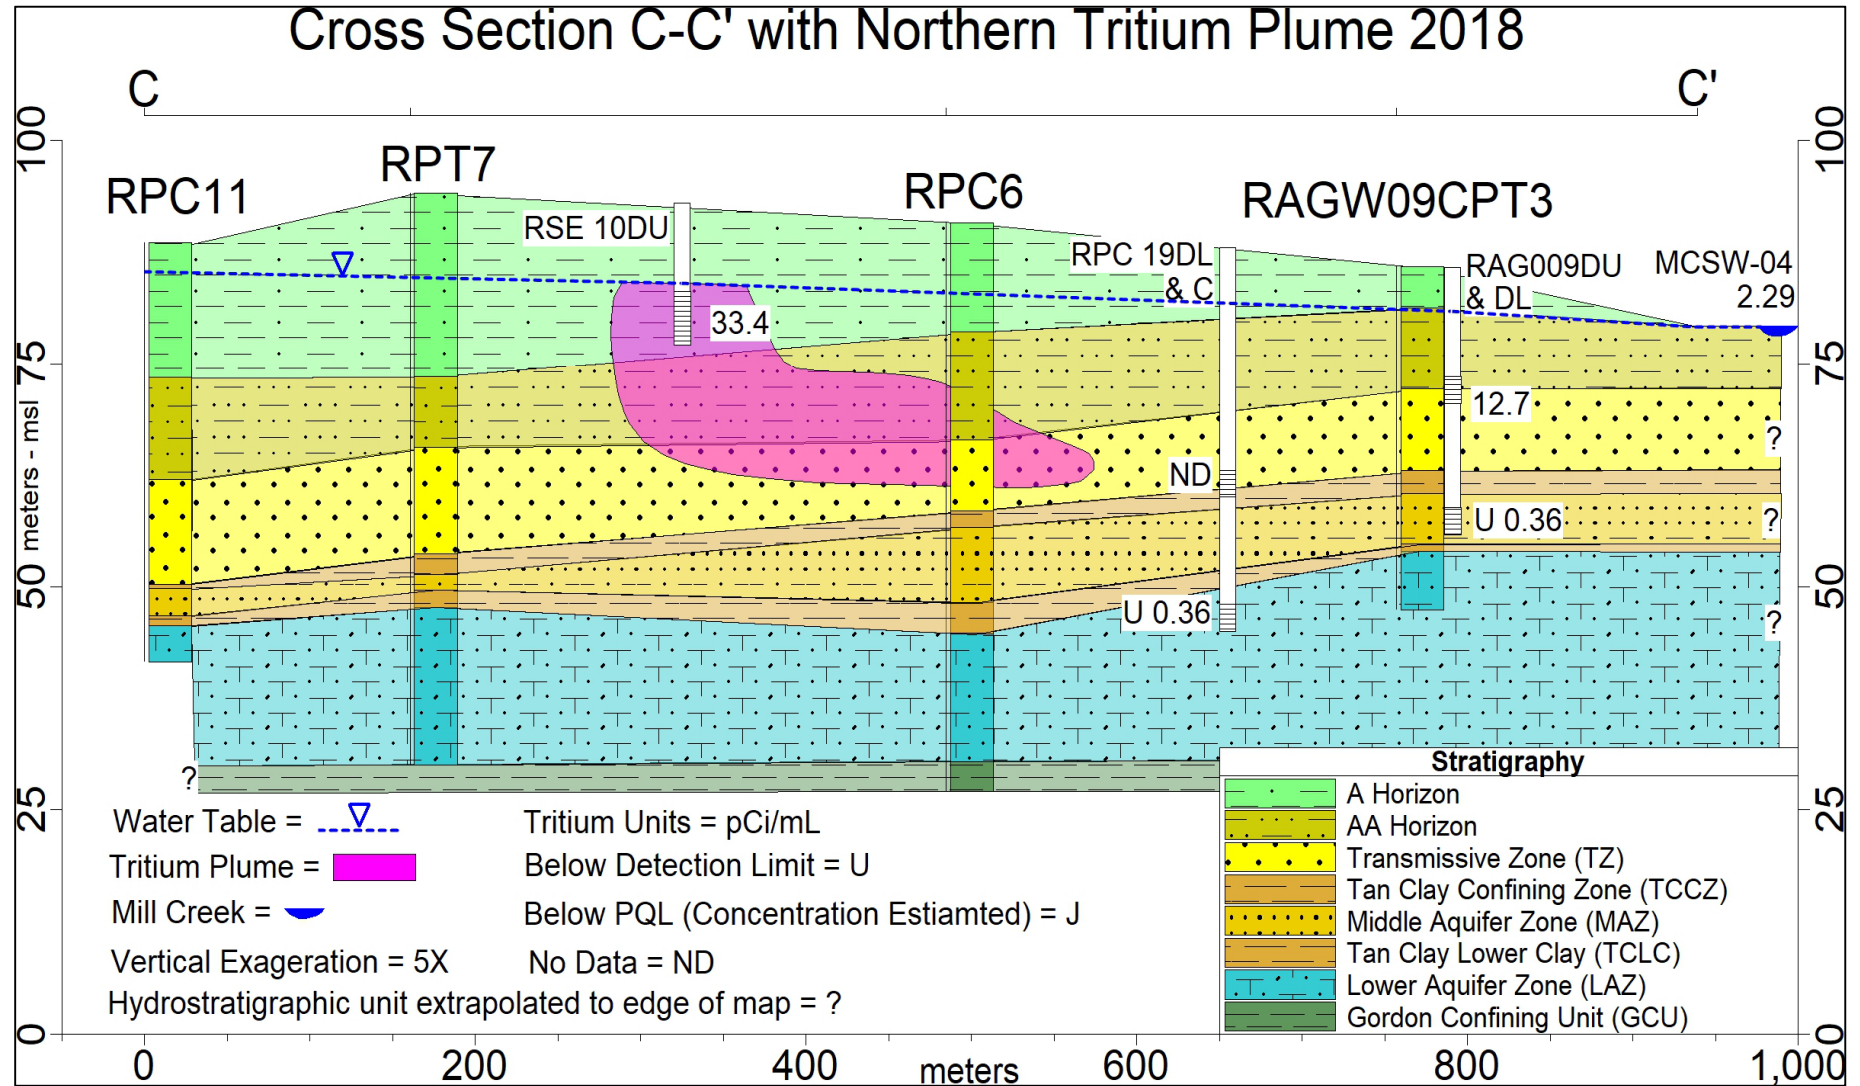 Cross Section C-C' with Northern Tritium Plume 2018
C
C'
100
100
RPT7
RPC11
RPC6
RAGW09CPT3
RSE 10DU
RPC 19DL
& C
RAG009DU
& DL
MCSW-04
2.29
33.4
75
75
12.7
?
ND
U 0.36
?
meters - msl
50
50
U 0.36
?
?
25
25
0
0
Stratigraphy
A Horizon
AA Horizon
Transmissive Zone (TZ)
Tan Clay Confining Zone (TCCZ)
Middle Aquifer Zone (MAZ)
Tan Clay Lower Clay (TCLC)
Lower Aquifer Zone (LAZ)
Gordon Confining Unit (GCU)
Water Table =
Tritium Units = pCi/mL
Tritium Plume =
Below Detection Limit = U
Mill Creek =
Below PQL (Concentration Estiamted) = J
Vertical Exageration = 5X
No Data = ND
Hydrostratigraphic unit extrapolated to edge of map = ?
0
200
400
meters
600
800
1,000